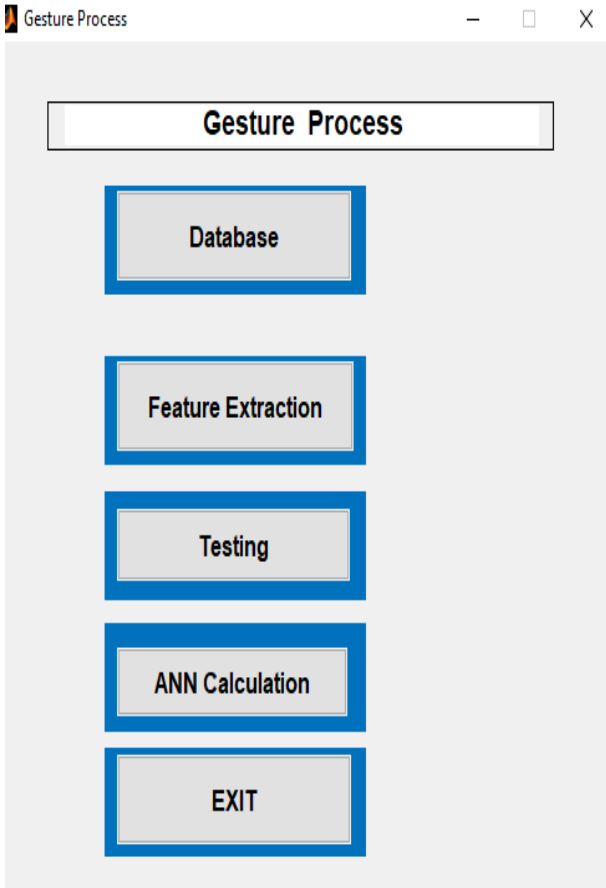 Gesture Process
Gesture Process
Database
Feature Extraction
Testing
ANN Calculation
EXIT